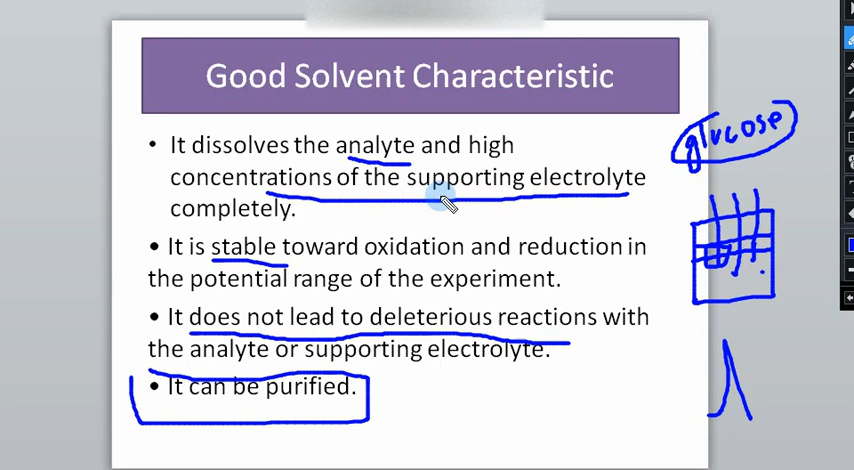 Good Solvent Characteristic
• It dissolves the analyte and high
concentrations of the supporting electrolyte
completely.
• It is stable toward oxidation and reduction in
the potential range of the experiment.
• It does not lead to deleterious reactions with
the analyte or supporting electrolyte.
• It can be purified.
glucose